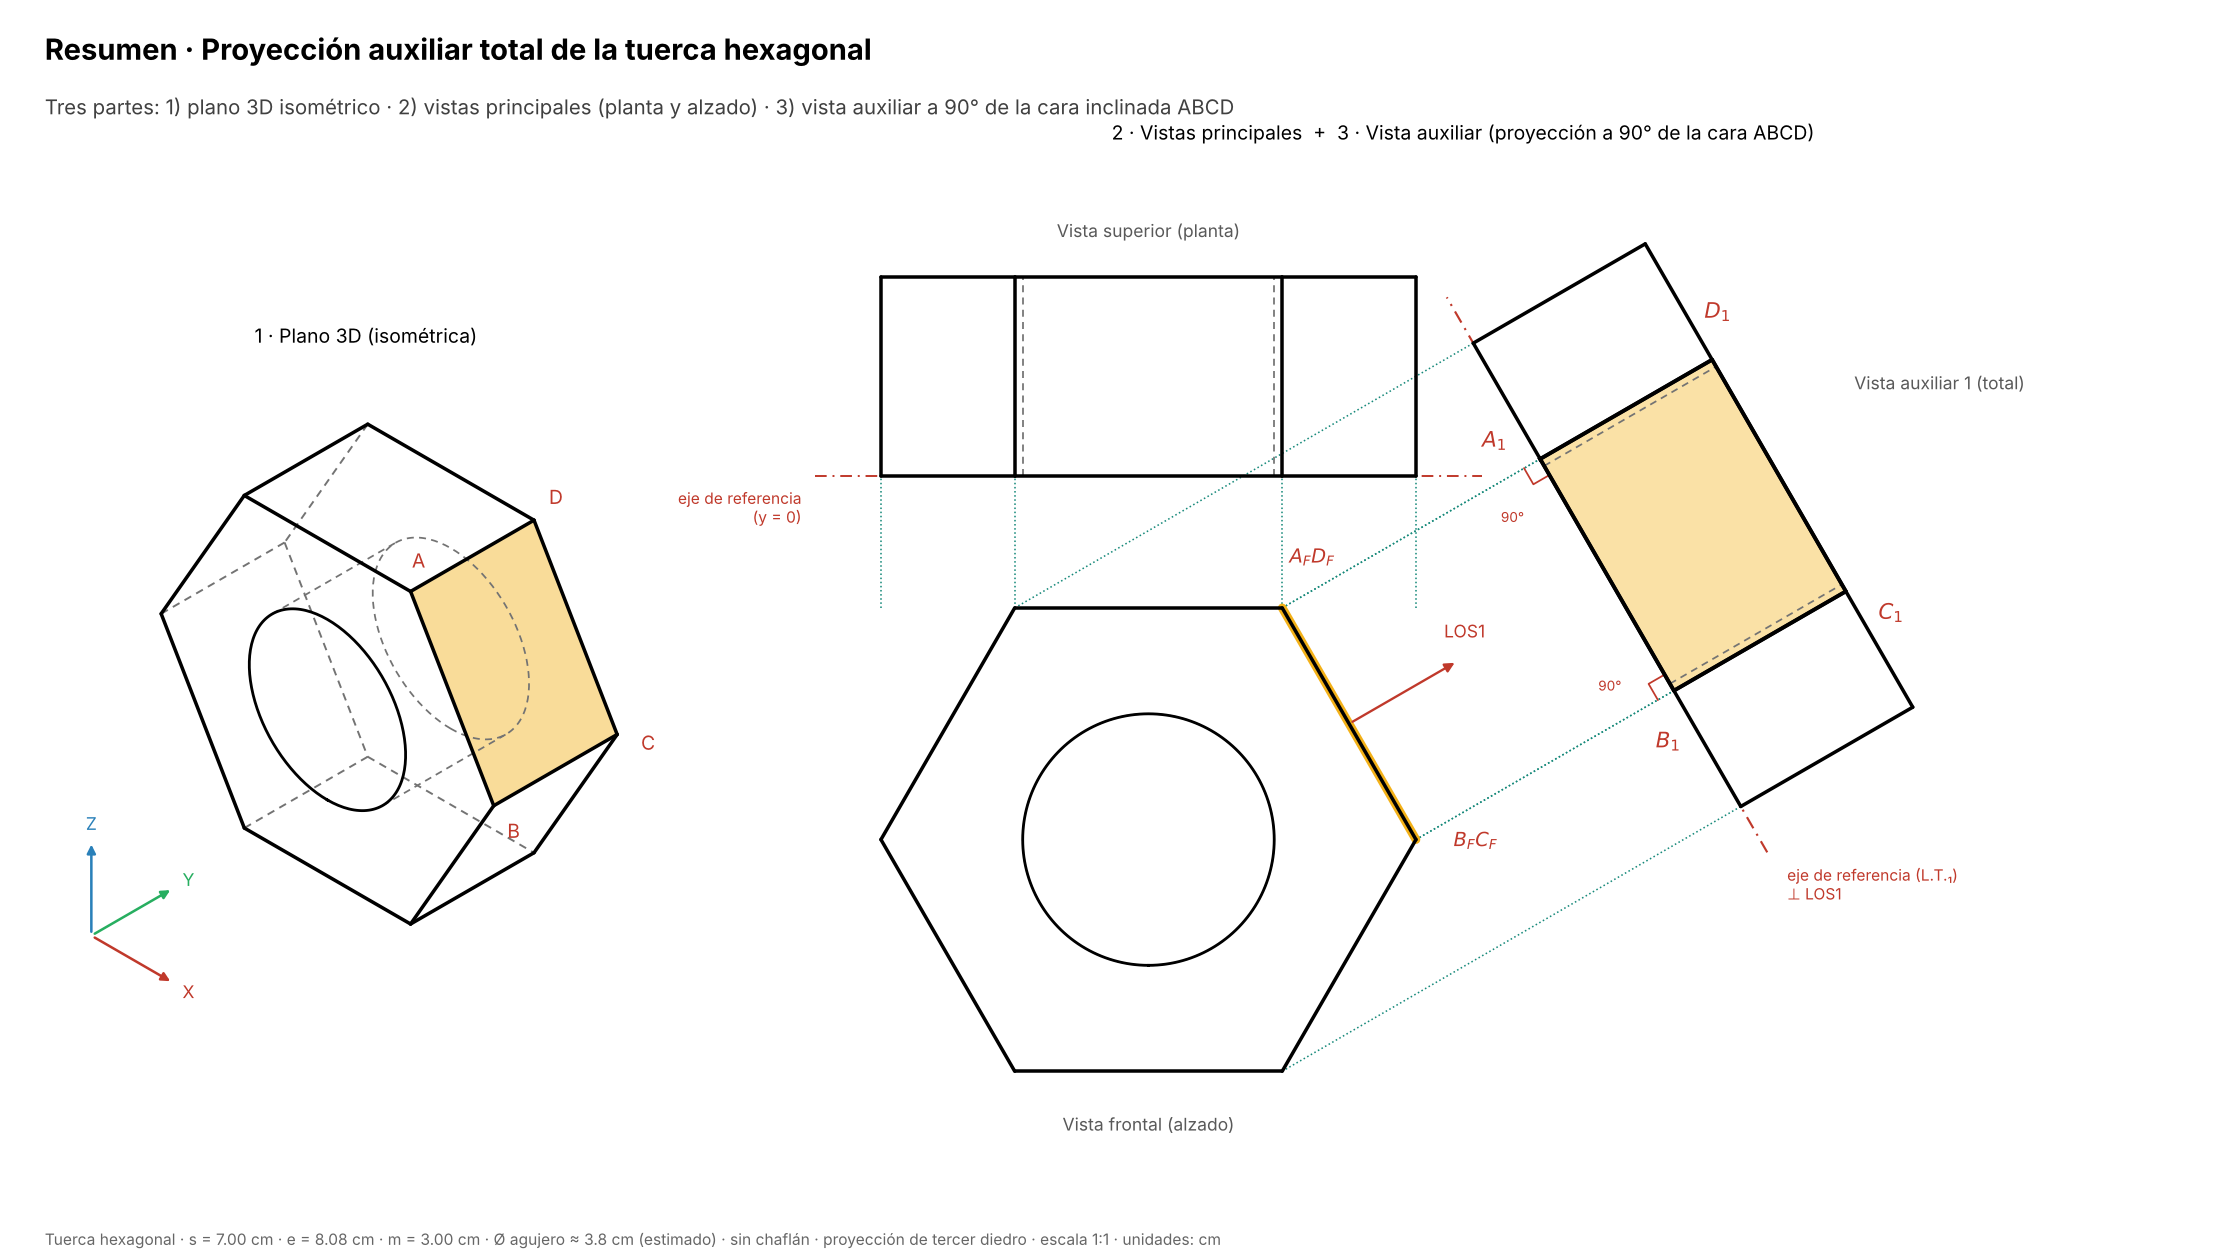 Resumen · Proyección auxiliar total de la tuerca hexagonal
Tres partes: 1) plano 3D isométrico · 2) vistas principales (planta y alzado) · 3) vista auxiliar a 90° de la cara inclinada ABCD
2 · Vistas principales + 3 · Vista auxiliar (proyección a 90° de la cara ABCD)
Vista superior (planta)
1 · Plano 3D (isométrica)
D₁
Vista auxiliar 1 (total)
A₁
D
eje de referencia
(y = 0)
90°
A
A_FD_F
C₁
LOS1
90°
C
B₁
Z
B
B_FC_F
Y
eje de referencia (L.T.₁)
⊥ LOS1
X
Vista frontal (alzado)
Tuerca hexagonal · s = 7.00 cm · e = 8.08 cm · m = 3.00 cm · Ø agujero ≈ 3.8 cm (estimado) · sin chaflán · proyección de tercer diedro · escala 1:1 · unidades: cm